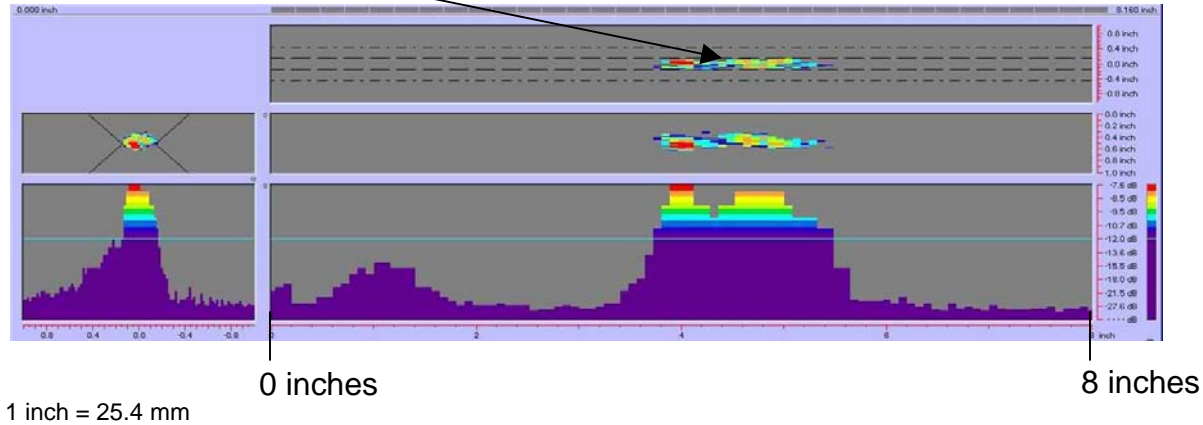 0.000 inch 8.160 inch
0.8 inch
0.4 inch
0.0 inch
-0.4 inch
-0.8 inch
0.0 inch
0.2 inch
0.4 inch
0.6 inch
0.8 inch
1.0 inch
-7.6 dB
-8.5 dB
-9.5 dB
-10.7 dB
-12.0 dB
-13.6 dB
-15.5 dB
-18.0 dB
-21.5 dB
-27.6 dB
dB
0.4 0.0 -0.4 -0.8 2 4 6 8 inch
0 inches 8 inches
1 inch = 25.4 mm